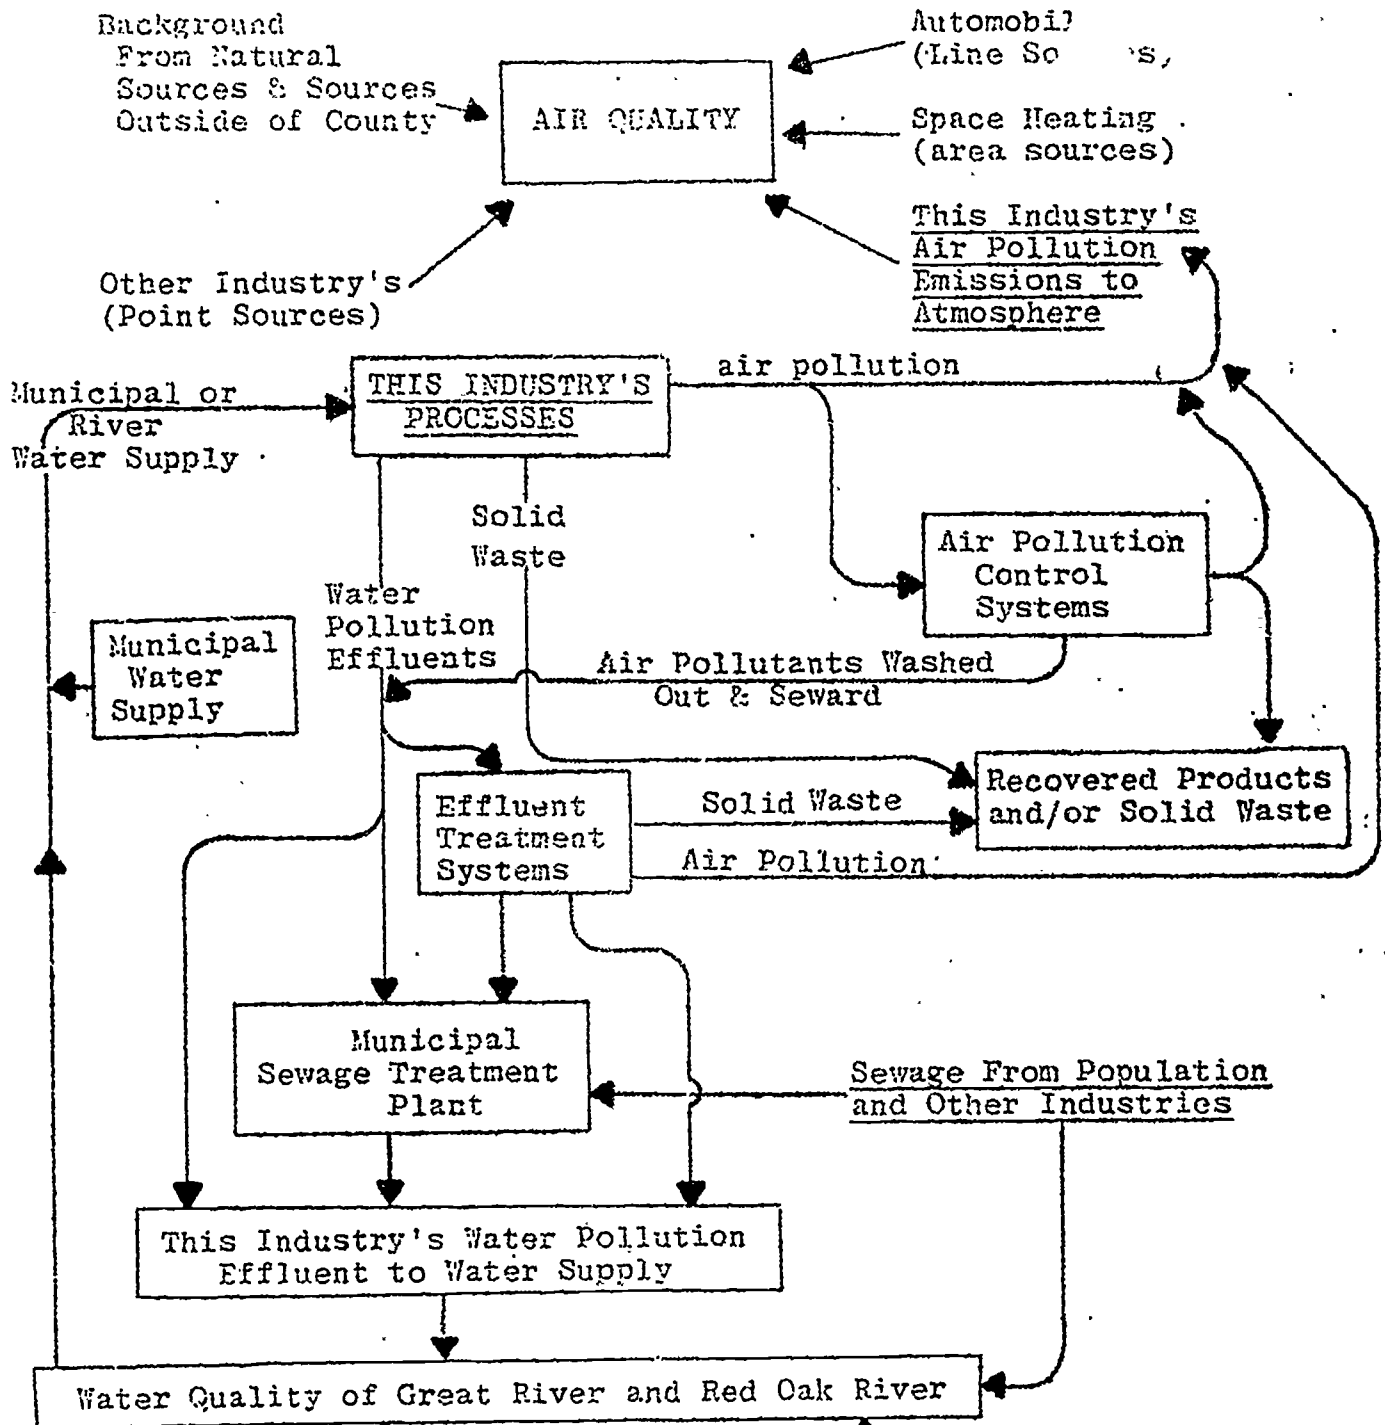 Background
From Natural
Sources & Sources
Outside of County
AIR QUALITY
(Line
Space Heating
(area sources)
This Industry's
Air Pollution
Emissions to
Atmosphere
Other Industry's
(Point Sources)
THIS INDUSTRY'S
PROCESSES
air pollution
Municipal or
River
Water Supply
Solid
Waste
Air Pollution
Control
Systems
Water
Pollution
Effluents
Municipal
Water
Supply
Air Pollutants Washed
Out & Seward
Recovered Products
and/or Solid Waste
Effluent
Treatment
Systems
Solid Waste
Air Pollution
Municipal
Sewage Treatment
Plant
Sewage From Population
and Other Industries
This Industry's Water Pollution
Effluent to Water Supply
Water Quality of Great River and Red Oak River